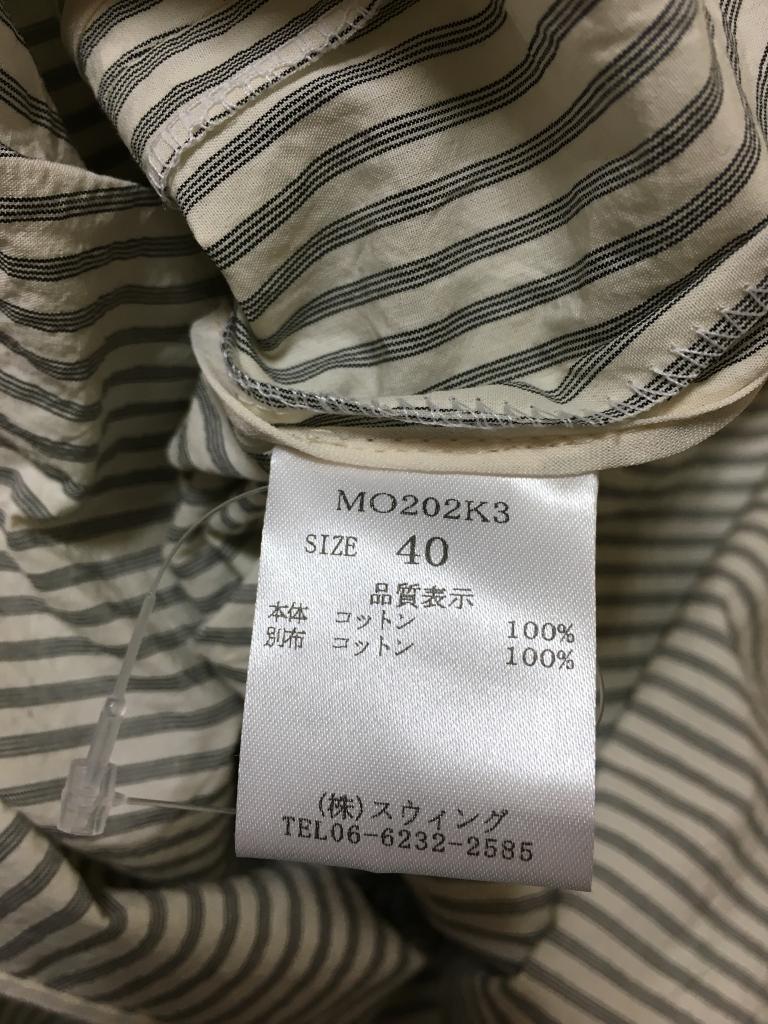 MO202K3
SIZE 40
品質表示
本体 コットン 100%
別布 コットン 100%
(株)スウィング
TEL06-6232-2585